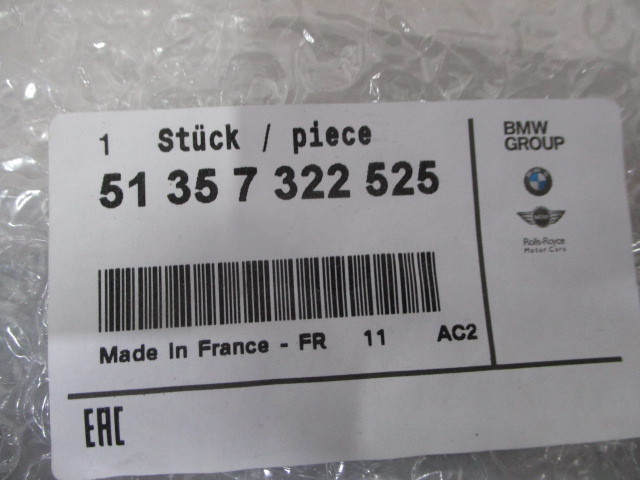 1 Stück / piece
51 35 7 322 525
Made In France - FR 11 AC2
EAC
BMW
GROUP
MINI
Rolls-Royce
Motor Cars